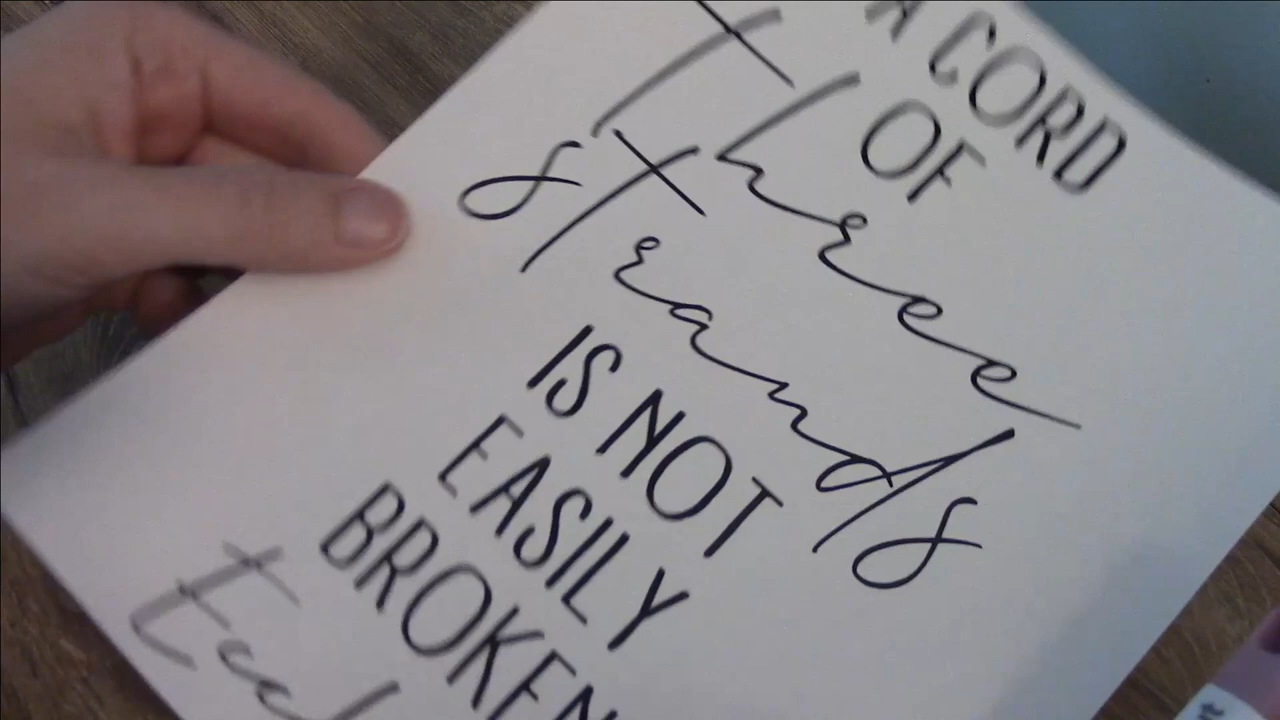 A CORD
OF
three
strands
IS NOT
EASILY
BROKEN